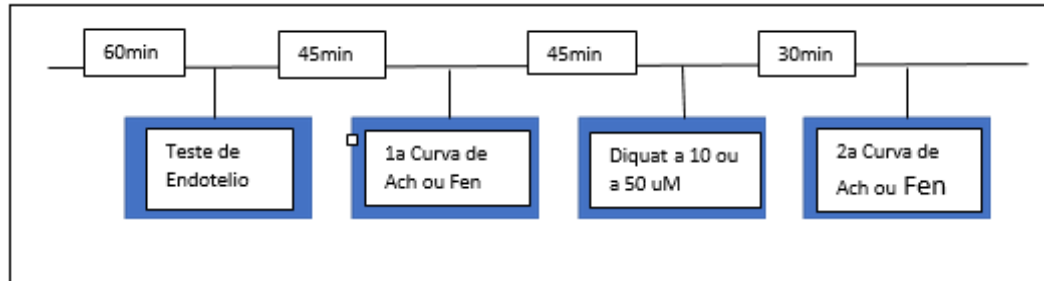 60min
45min
45min
30min
Teste de
Endotelio
1a Curva de
Ach ou Fen
Diquat a 10 ou
a 50 uM
2a Curva de
Ach ou Fen